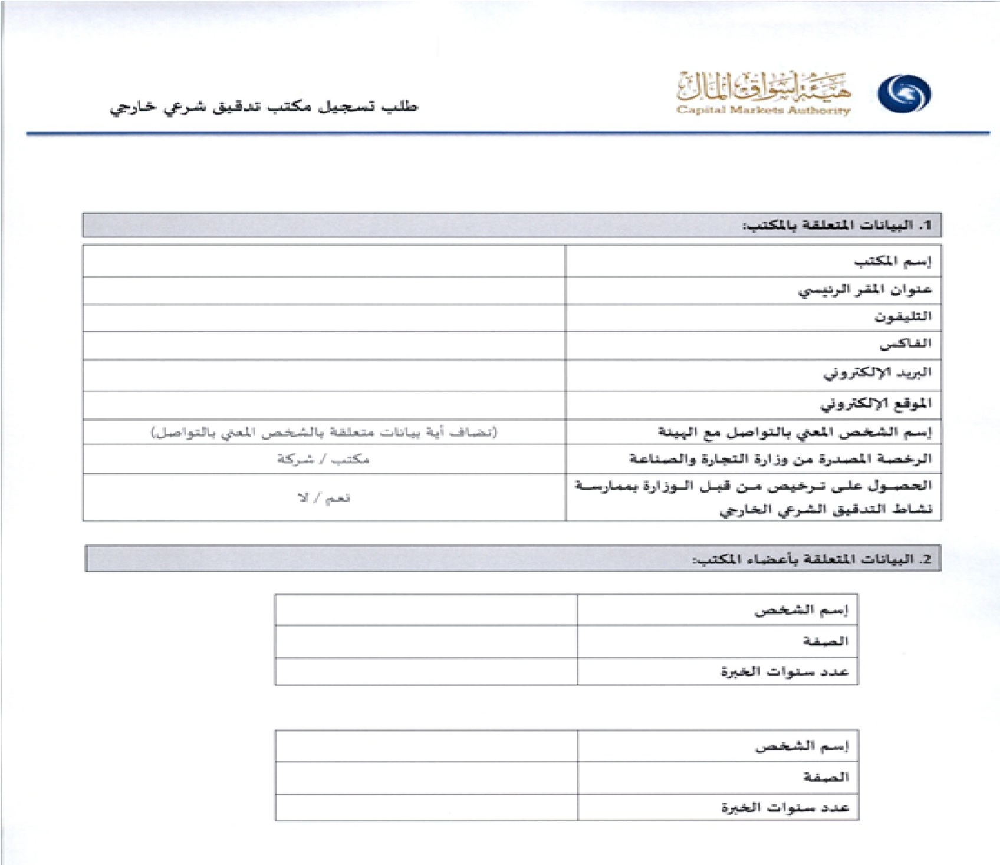 هيئة أسواق المال
Capital Markets Authority
طلب تسجيل مكتب تدقيق شرعي خارجي
1. البيانات المتعلقة بالمكتب:
إسم المكتب
عنوان المقر الرئيسي
التليفون
الفاكس
البريد الإلكتروني
الموقع الإلكتروني
إسم الشخص المعني بالتواصل مع الهيئة
(تضاف أية بيانات متعلقة بالشخص المعني بالتواصل)
الرخصة المصدرة من وزارة التجارة والصناعة
مكتب / شركة
الحصول على ترخيص من قبل الوزارة بممارسة
نشاط التدقيق الشرعي الخارجي
نعم / لا
2. البيانات المتعلقة بأعضاء المكتب:
إسم الشخص
الصفة
عدد سنوات الخبرة
إسم الشخص
الصفة
عدد سنوات الخبرة